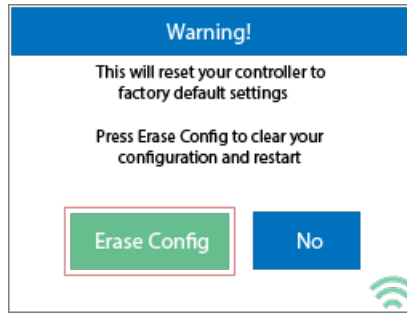 Warning!
This will reset your controller to
factory default settings
Press Erase Config to clear your
configuration and restart
Erase Config
No